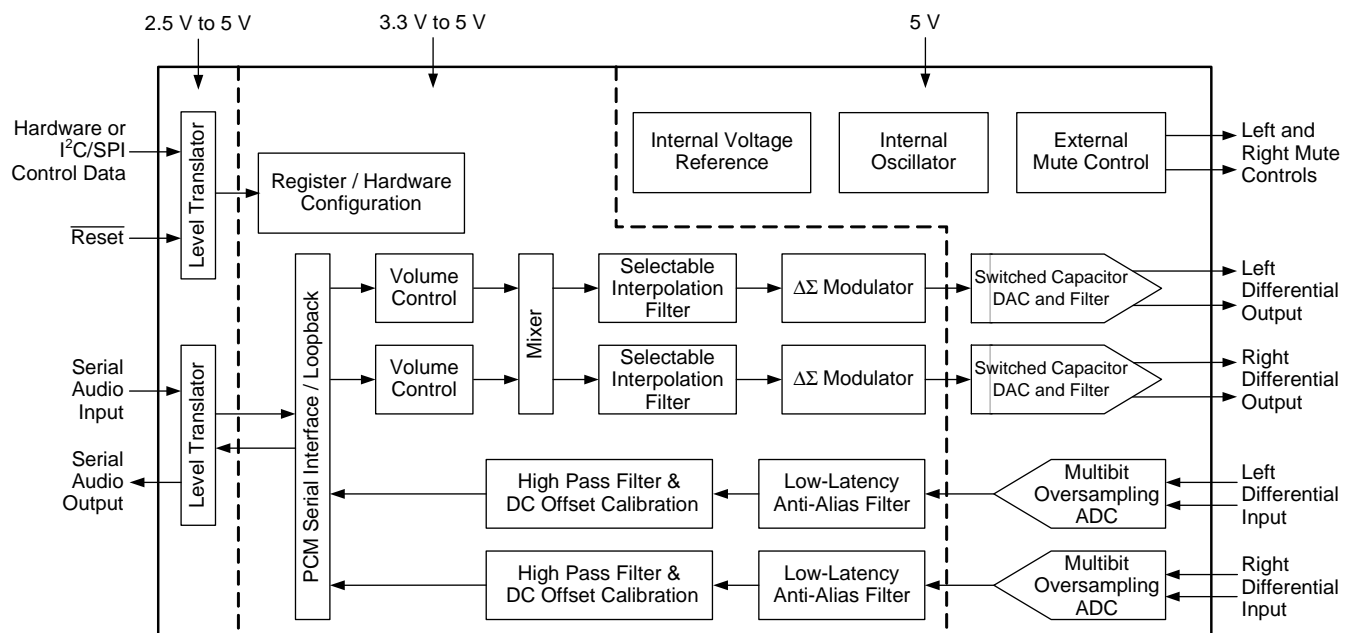 2.5 V to 5 V
3.3 V to 5 V
5 V
Hardware or
I²C/SPI
Control Data
Reset
Level Translator
Register / Hardware
Configuration
Internal Voltage
Reference
Internal
Oscillator
External
Mute Control
Left and
Right Mute
Controls
Serial
Audio
Input
Serial
Audio
Output
Level Translator
PCM Serial Interface / Loopback
Volume
Control
Volume
Control
Mixer
Selectable
Interpolation
Filter
ΔΣ Modulator
Switched Capacitor
DAC and Filter
Left
Differential
Output
Selectable
Interpolation
Filter
ΔΣ Modulator
Switched Capacitor
DAC and Filter
Right
Differential
Output
High Pass Filter &
DC Offset Calibration
Low-Latency
Anti-Alias Filter
Multibit
Oversampling
ADC
Left
Differential
Input
High Pass Filter &
DC Offset Calibration
Low-Latency
Anti-Alias Filter
Multibit
Oversampling
ADC
Right
Differential
Input